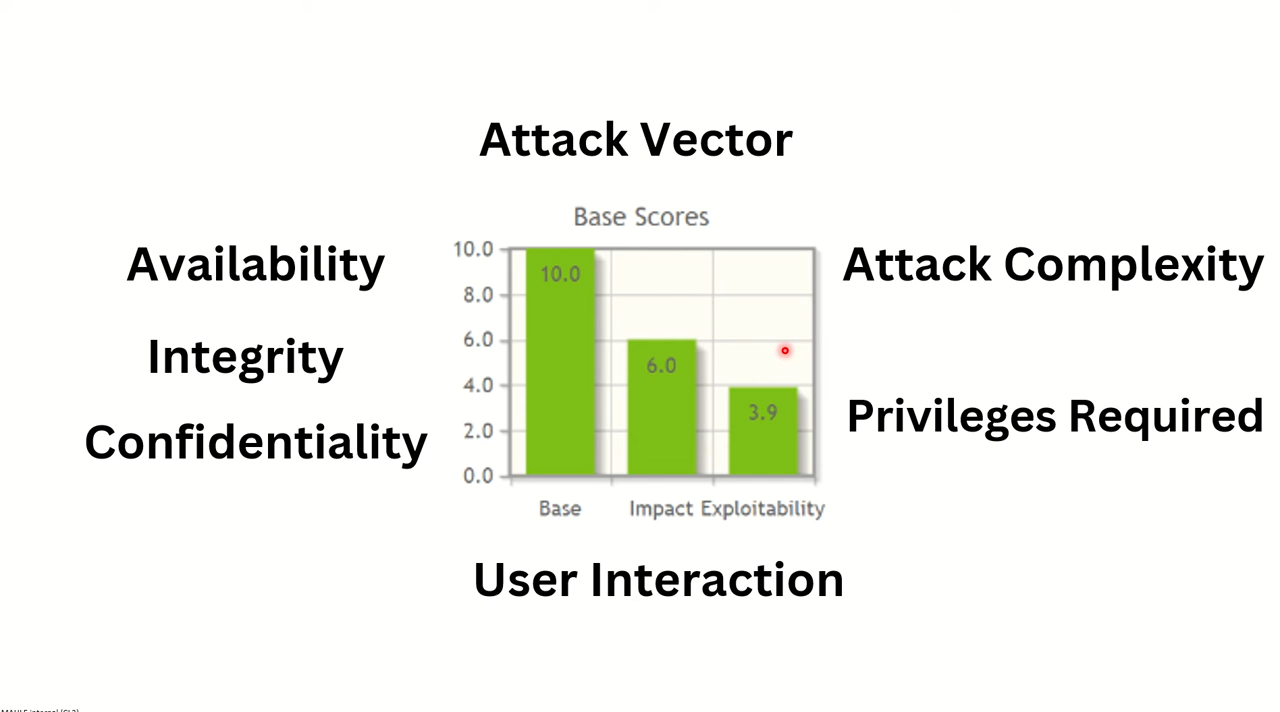 Attack Vector
Base Scores
Availability
Integrity
Confidentiality
10.0
8.0
6.0
4.0
2.0
0.0
10.0
6.0
3.9
Base
Impact
Exploitability
Attack Complexity
Privileges Required
User Interaction